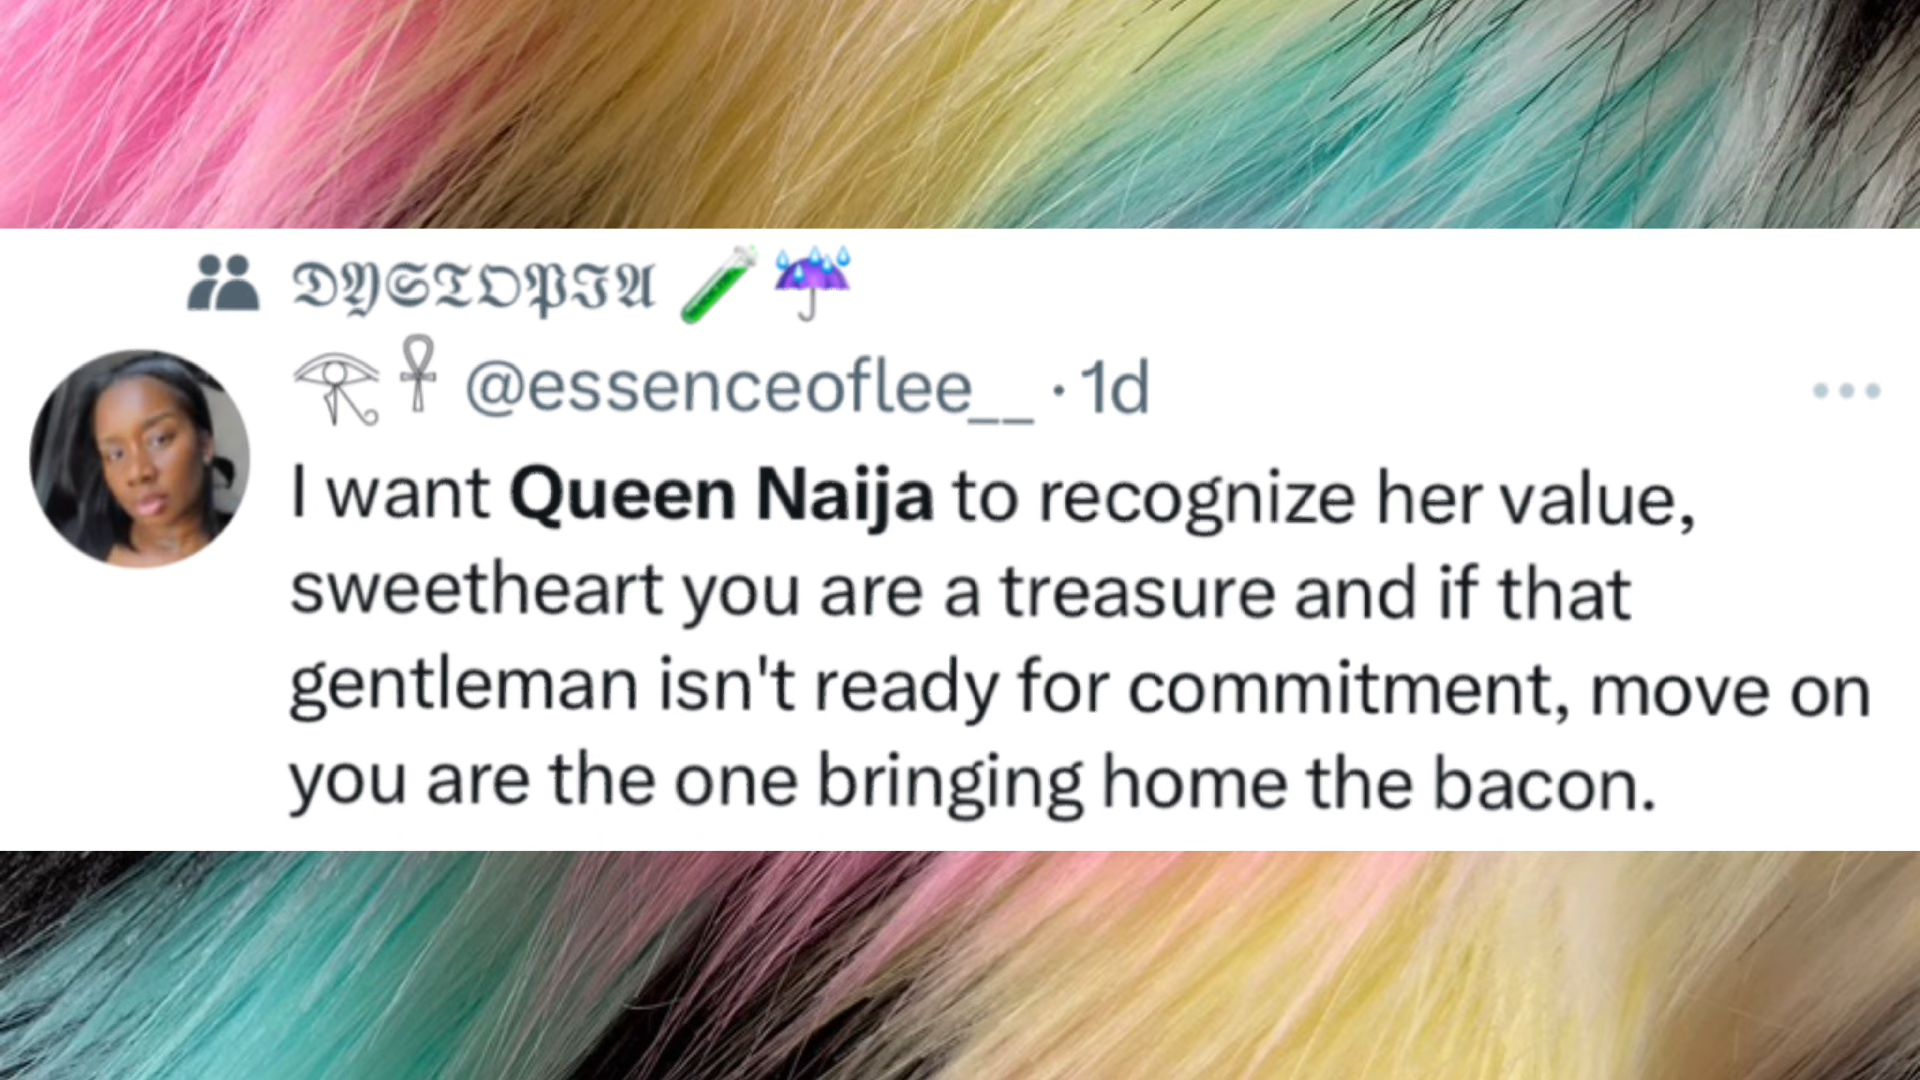 𝔇𝔜𝔖𝔗𝔒𝔓ℑ𝔄 🧪☔
𓂀𓋹 @essenceoflee__ · 1d
I want Queen Naija to recognize her value,
sweetheart you are a treasure and if that
gentleman isn't ready for commitment, move on
you are the one bringing home the bacon.